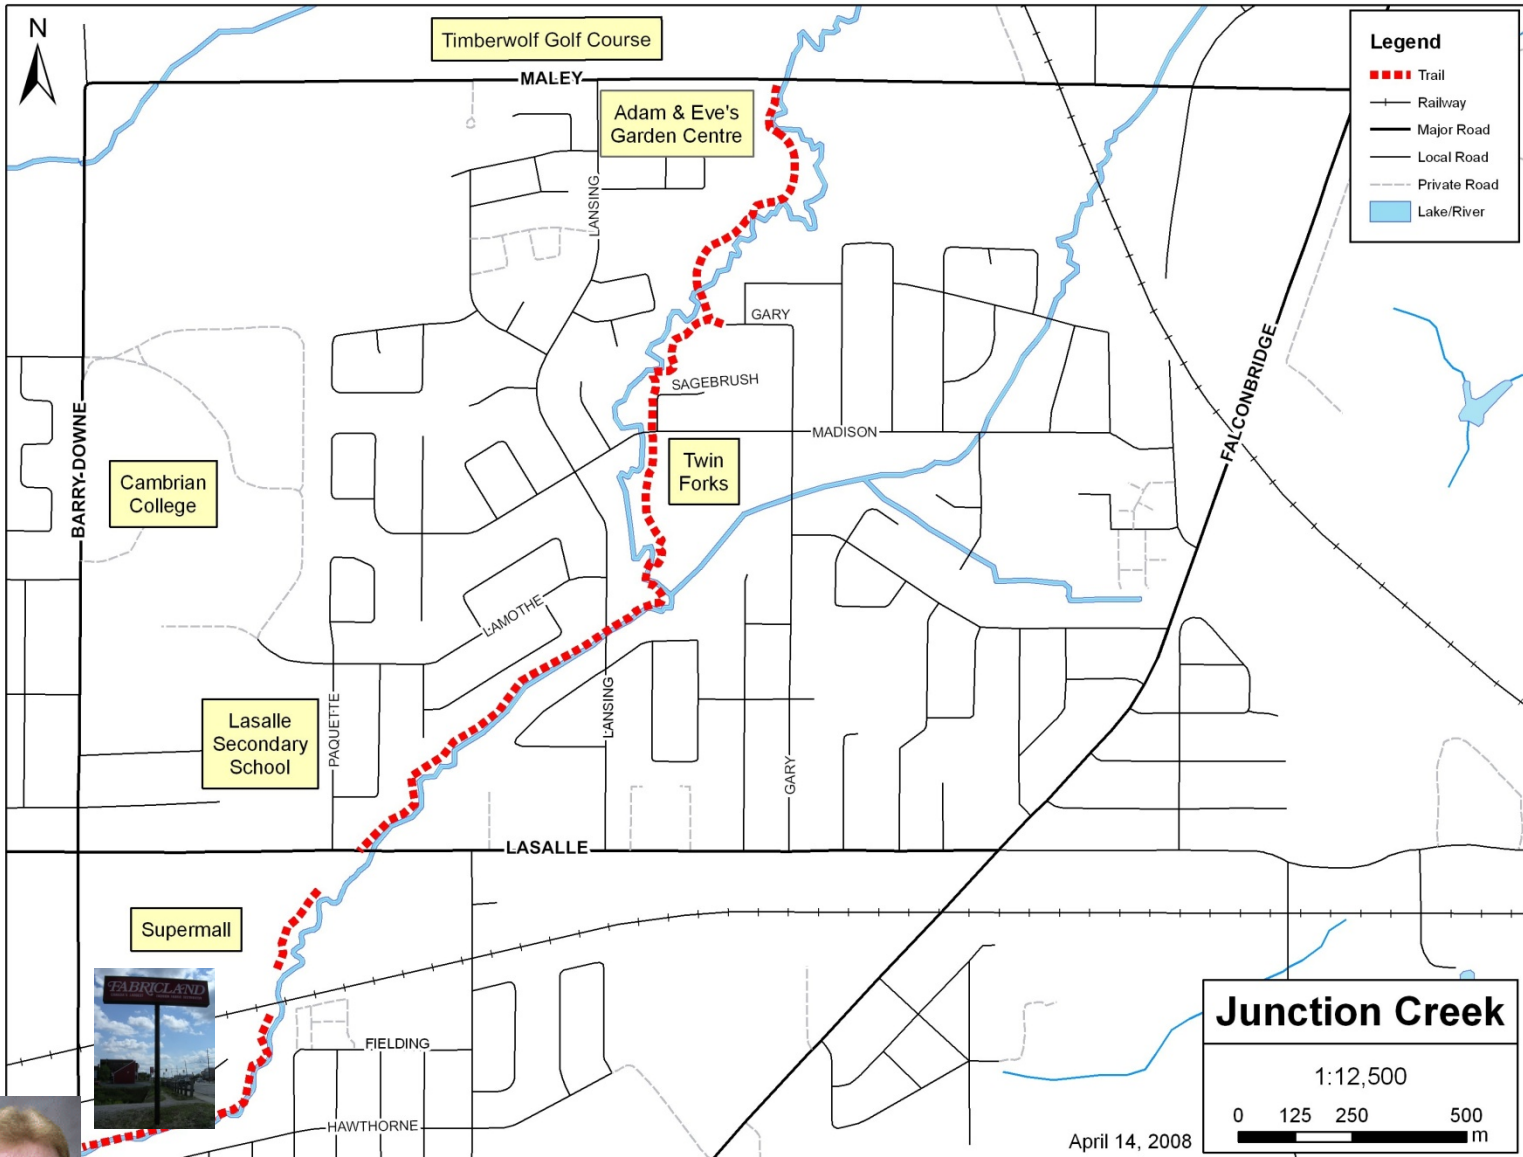 N
Timberwolf Golf Course
MALEY
Adam & Eve's
Garden Centre
Legend
Trail
Railway
Major Road
Local Road
Private Road
Lake/River
LANSING
GARY
SAGEBRUSH
MADISON
FALCONBRIDGE
BARRY-DOWNE
Cambrian
College
Twin
Forks
LAMOTHE
PAQUETTE
Lasalle
Secondary
School
LANSING
GARY
LASALLE
Supermall
FABRICLAND
FIELDING
HAWTHORNE
Junction Creek
1:12,500
0 125 250 500
m
April 14, 2008